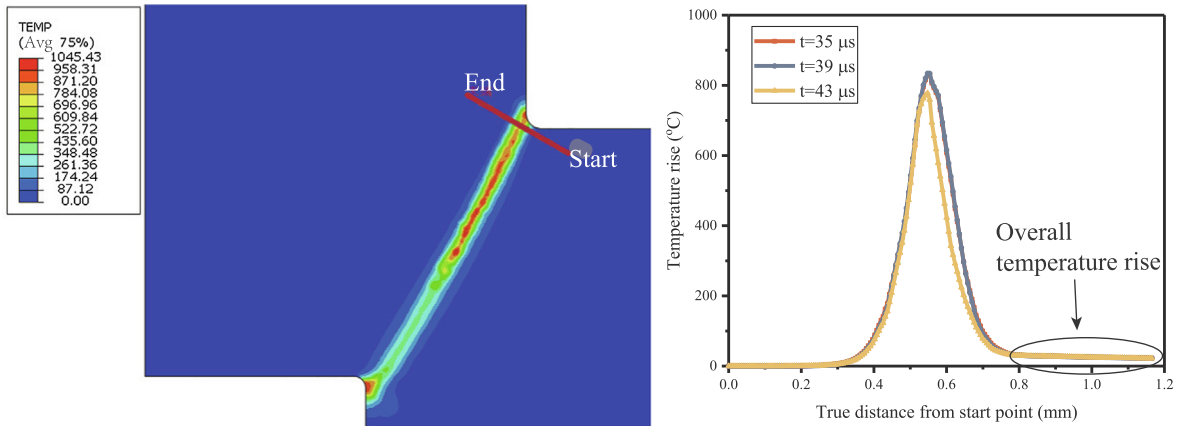 TEMP
(Avg 75%)
1045.43
958.31
871.20
784.08
696.96
609.84
522.72
435.60
348.48
261.36
174.24
87.12
0.00
End
Start
1000
800
600
400
200
0
Temperature rise (°C)
t=35 μs
t=39 μs
t=43 μs
Overall
temperature rise
0.0 0.2 0.4 0.6 0.8 1.0 1.2
True distance from start point (mm)